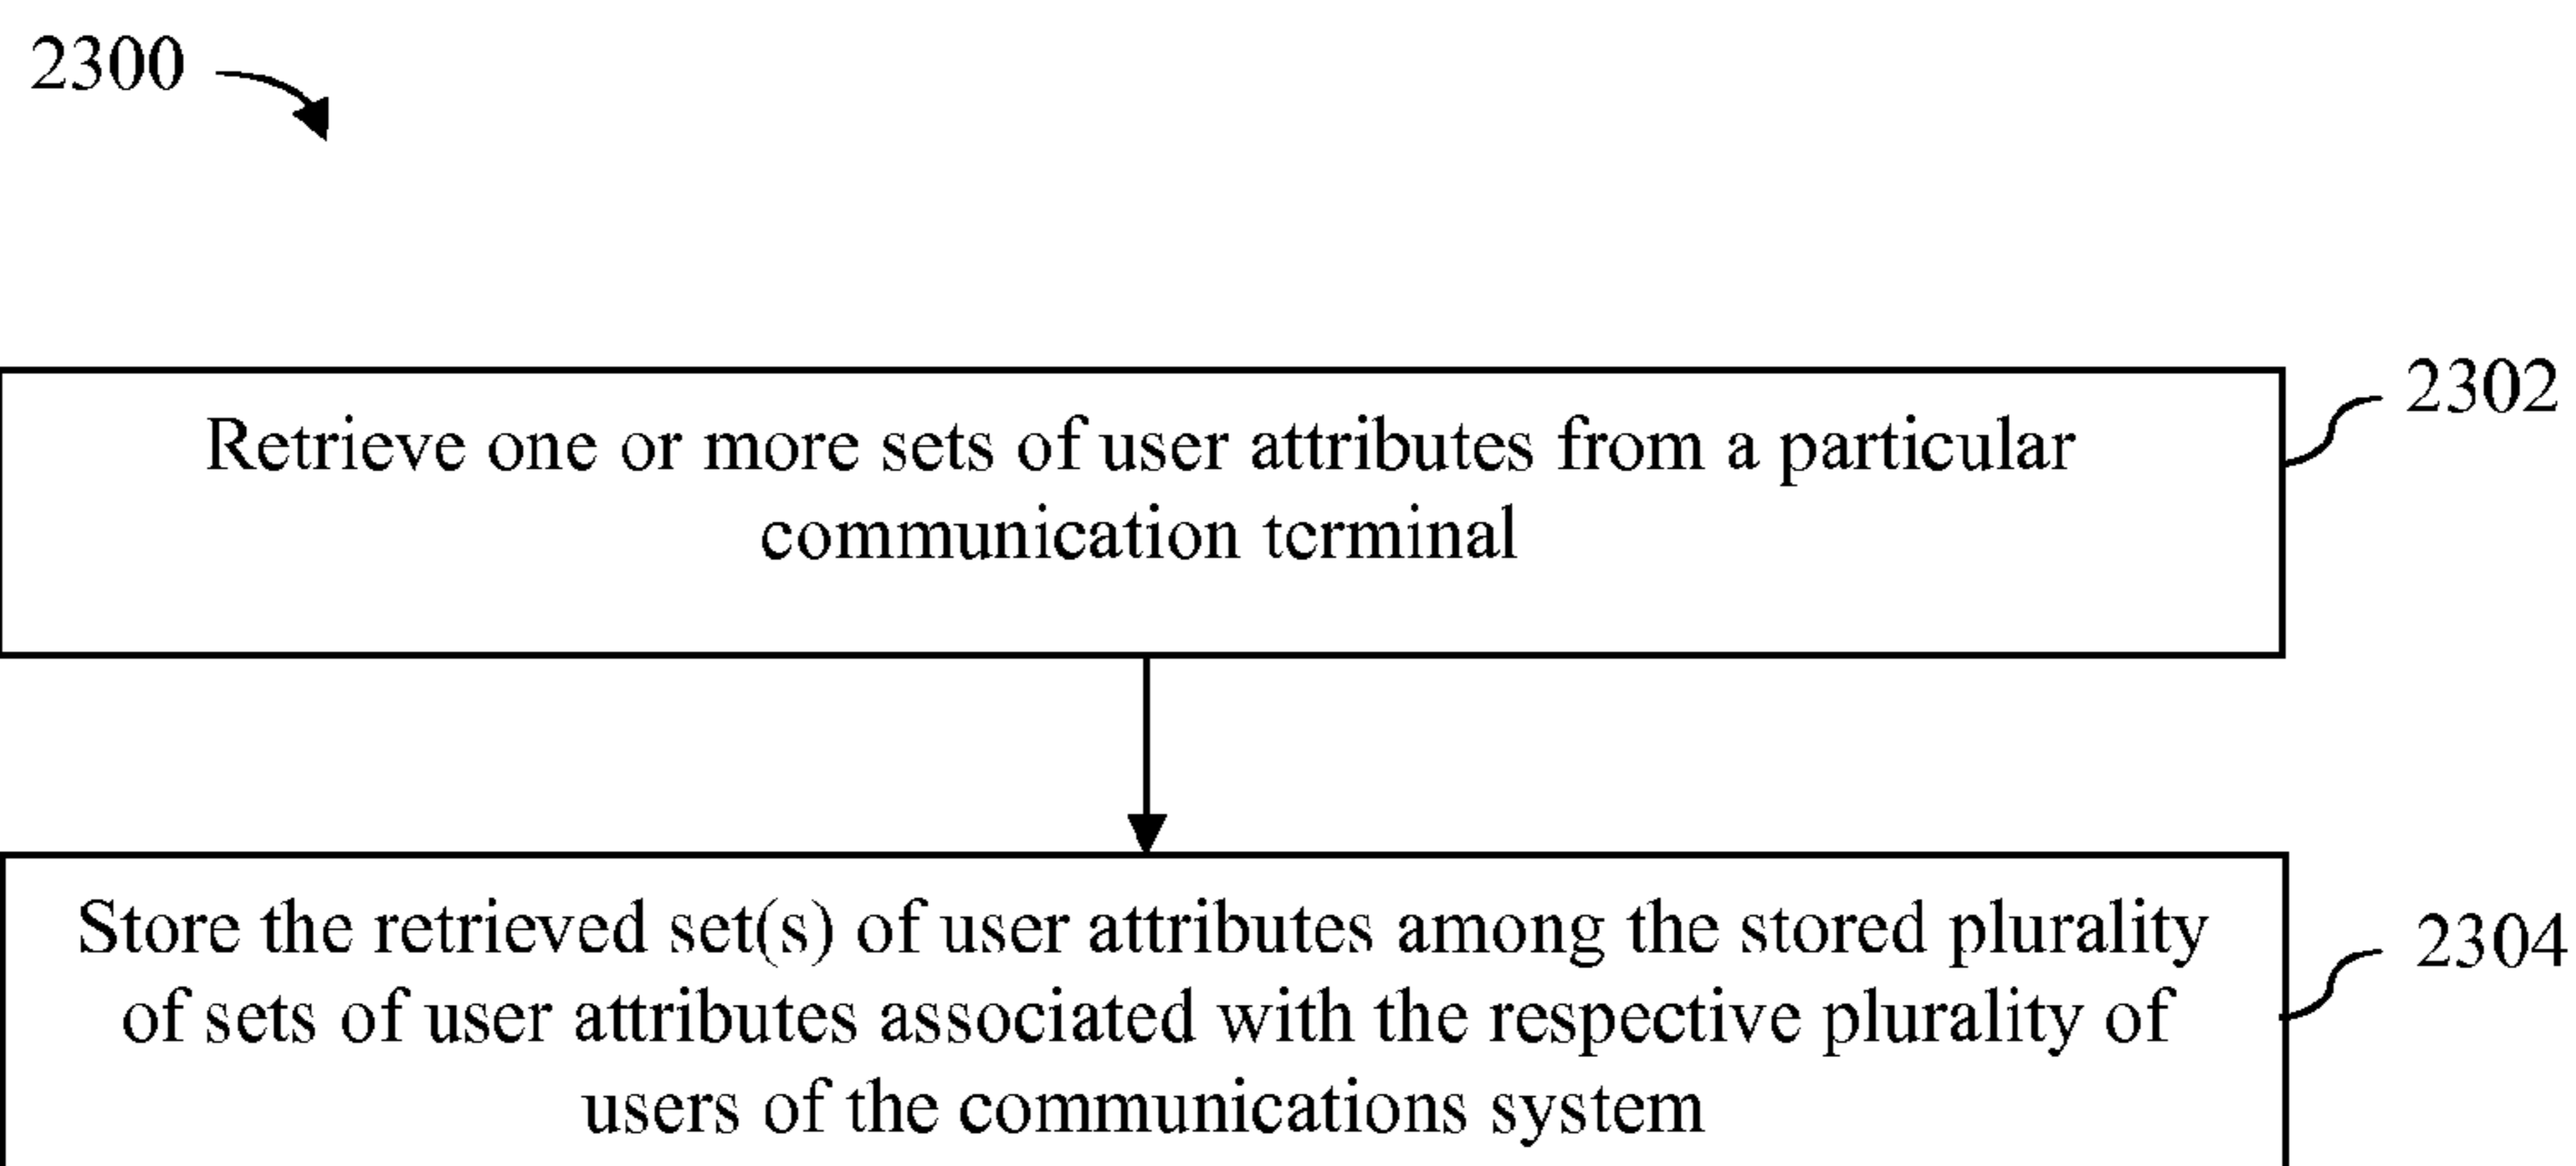 2300
2302
Retrieve one or more sets of user attributes from a particular
communication terminal
Store the retrieved set(s) of user attributes among the stored plurality
2304
of sets of user attributes associated with the respective plurality of
users of the communications system